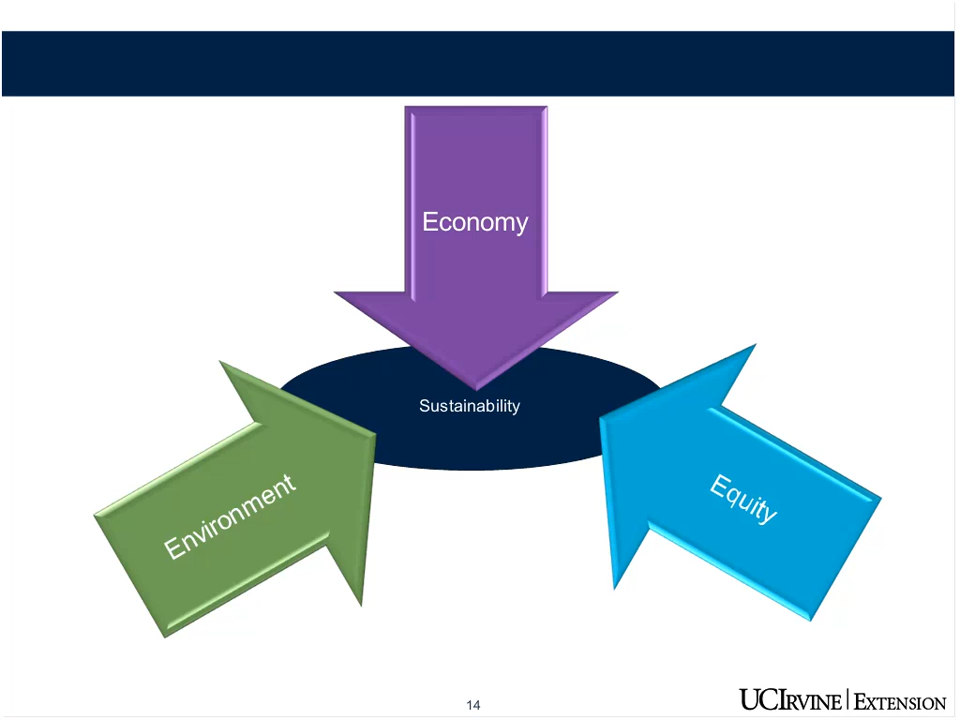 Economy
Sustainability
Environment
Equity
14
UCIRVINE | EXTENSION